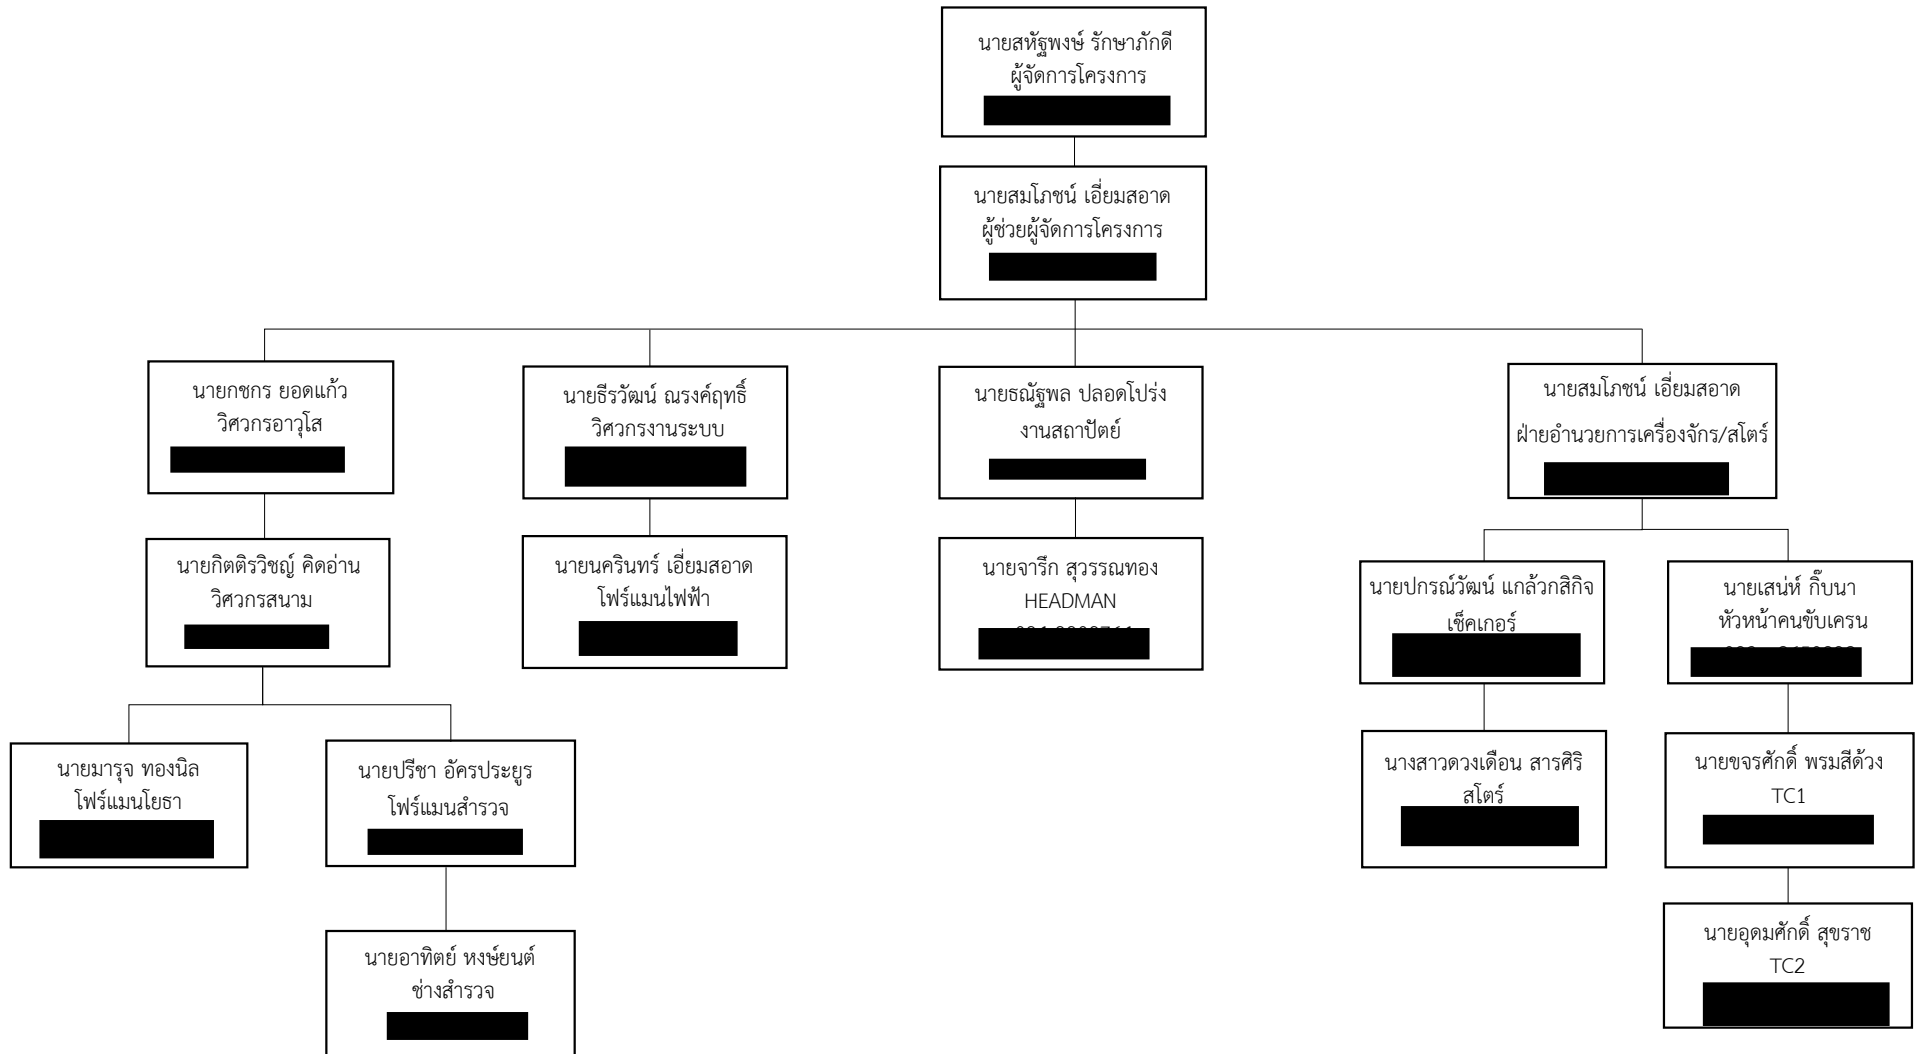 นายสหัฐพงษ์ รักษาภักดี
ผู้จัดการโครงการ
นายสมโภชน์ เอี่ยมสอาด
ผู้ช่วยผู้จัดการโครงการ
นายกชกร ยอดแก้ว
วิศวกรอาวุโส
นายธีรวัฒน์ ณรงค์ฤทธิ์
วิศวกรงานระบบ
นายธณัฐพล ปลอดโปร่ง
งานสถาปัตย์
นายสมโภชน์ เอี่ยมสอาด
ฝ่ายอำนวยการเครื่องจักร/สโตร์
นายกิตติรวิชญ์ คิดอ่าน
วิศวกรสนาม
นายนครินทร์ เอี่ยมสอาด
โฟร์แมนไฟฟ้า
นายจารึก สุวรรณทอง
HEADMAN
นายปกรณ์วัฒน์ แกล้วกสิกิจ
เช็คเกอร์
นายเสน่ห์ กิ๊บนา
หัวหน้าคนขับเครน
นายมารุจ ทองนิล
โฟร์แมนโยธา
นายปรีชา อัครประยูร
โฟร์แมนสำรวจ
นางสาวดวงเดือน สารศิริ
สโตร์
นายขจรศักดิ์ พรมสีด้วง
TC1
นายอาทิตย์ หงษ์ยนต์
ช่างสำรวจ
นายอุดมศักดิ์ สุขราช
TC2